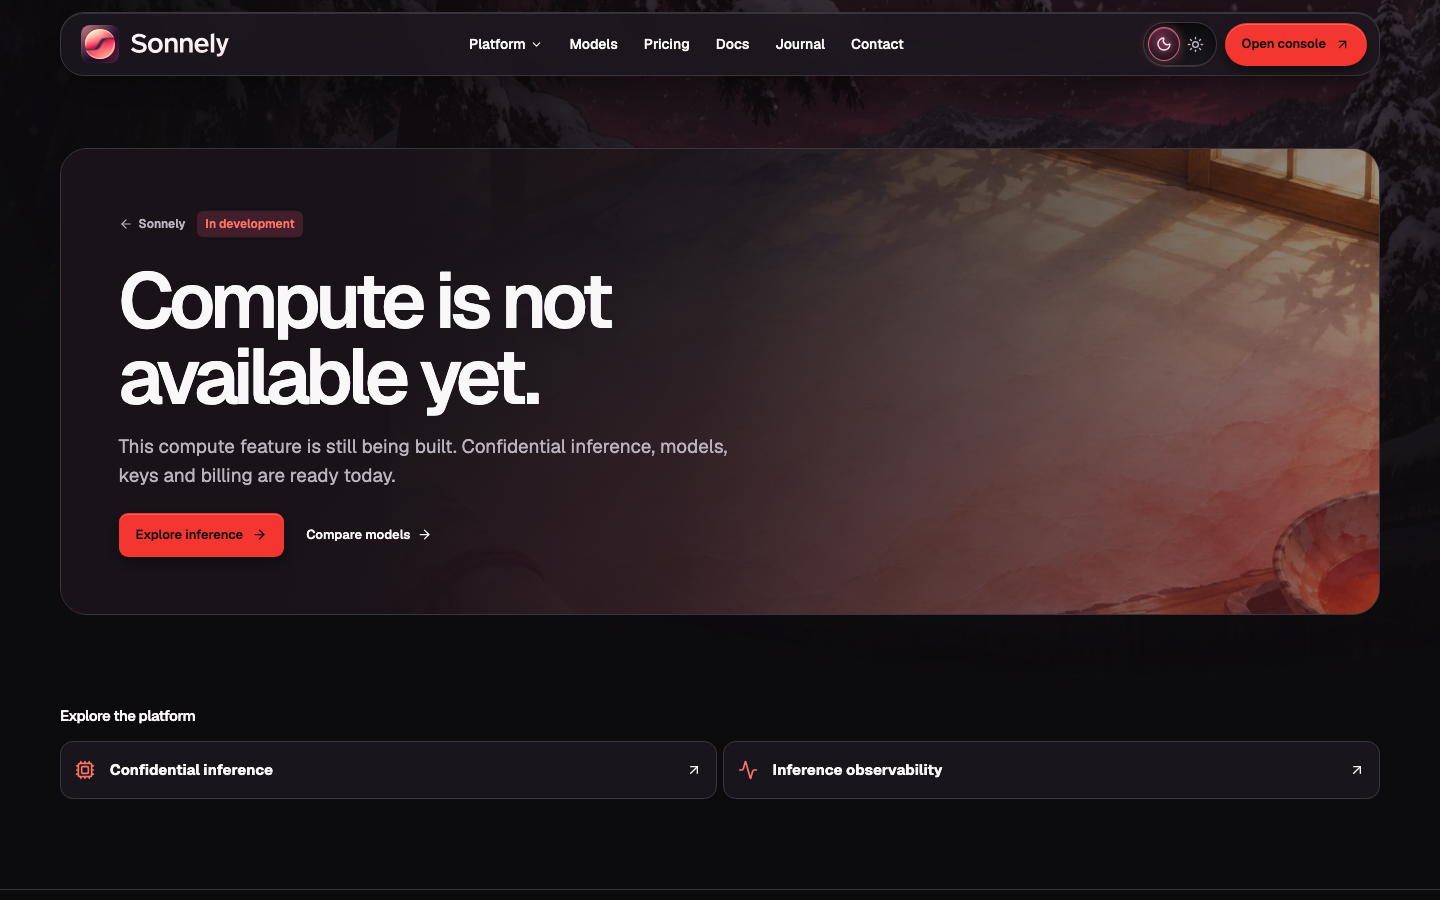 Sonnely
Platform
Models
Pricing
Docs
Journal
Contact
Open console
Sonnely
In development
Compute is not
available yet.
This compute feature is still being built. Confidential inference, models,
keys and billing are ready today.
Explore inference
Compare models
Explore the platform
Confidential inference
Inference observability